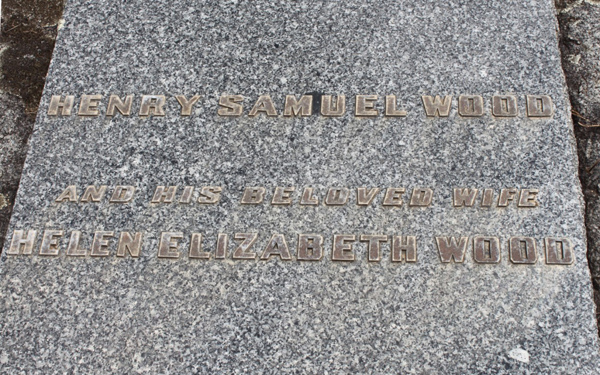 HENRY SAMUEL WOOD
AND HIS BELOVED WIFE
HELEN ELIZABETH WOOD